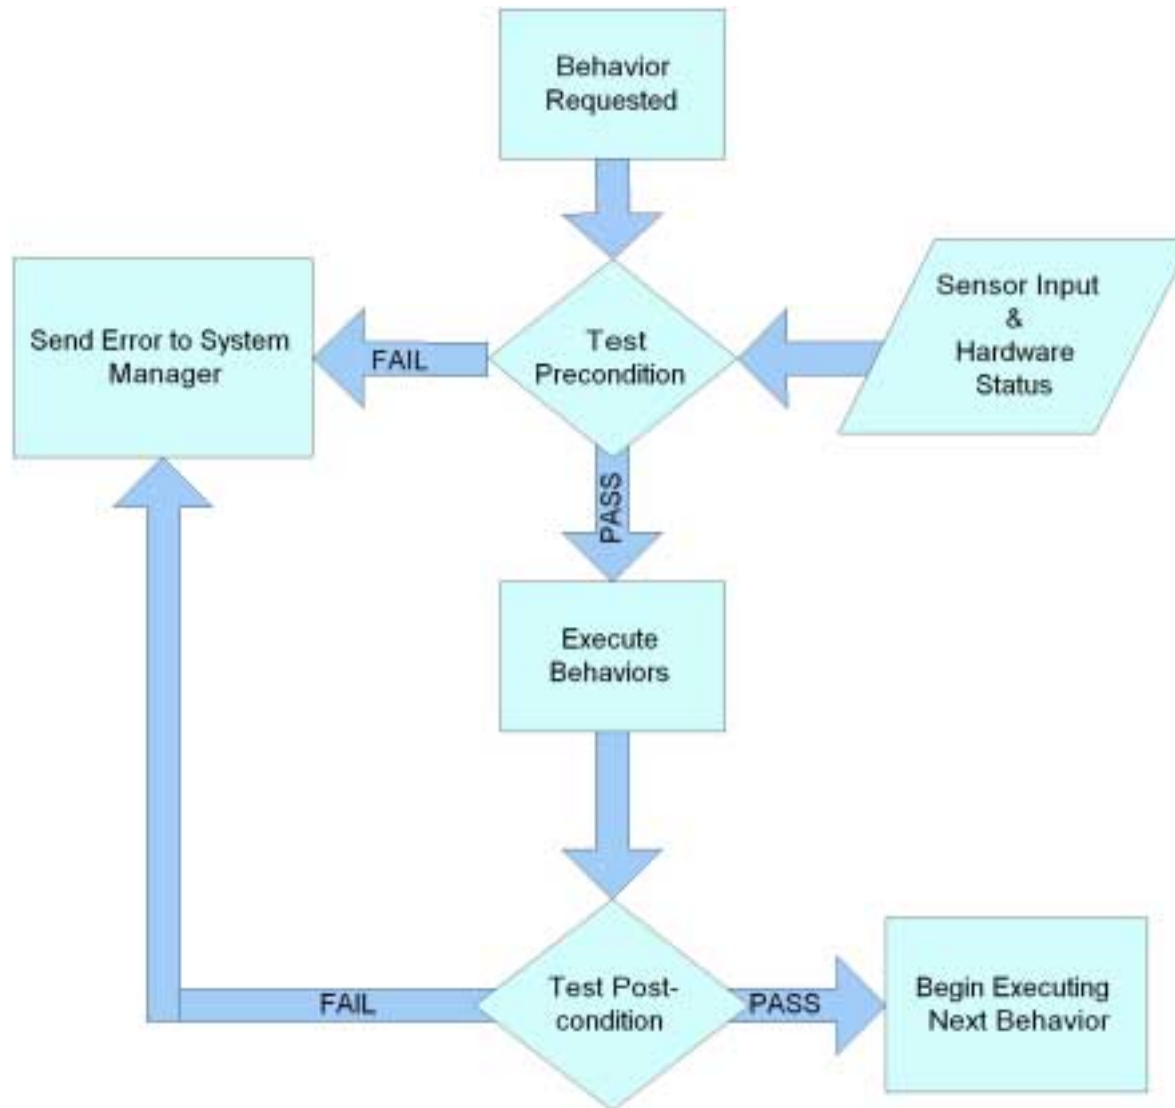 Behavior
Requested
Send Error to System
Manager
FAIL
Test
Precondition
Sensor Input
&
Hardware
Status
PASS
Execute
Behaviors
FAIL
Test Post-
condition
PASS
Begin Executing
Next Behavior